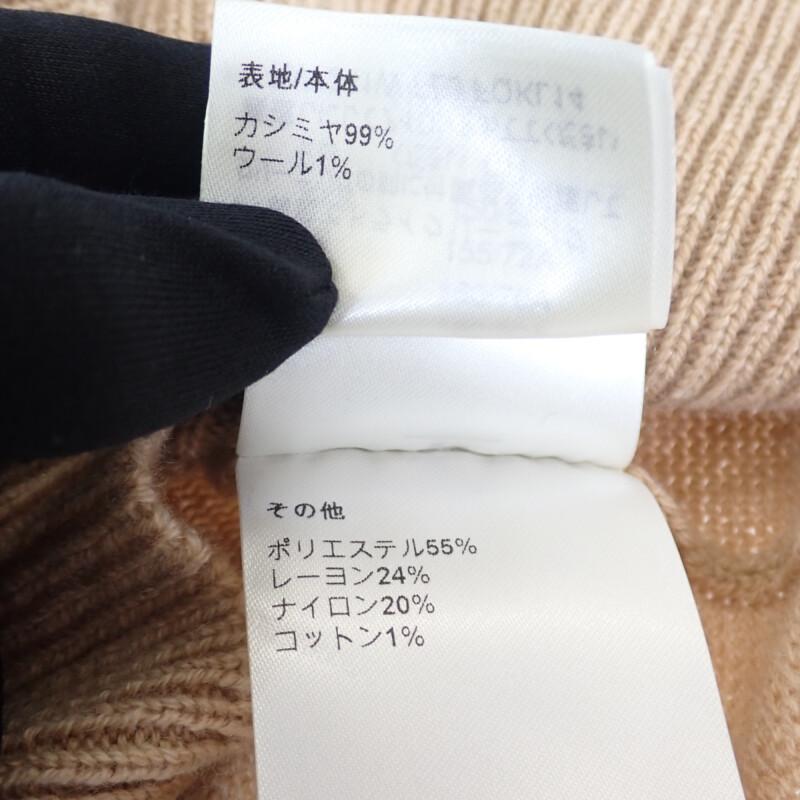 表地/本体
カシミヤ99%
ウール1%
その他
ポリエステル55%
レーヨン24%
ナイロン20%
コットン1%